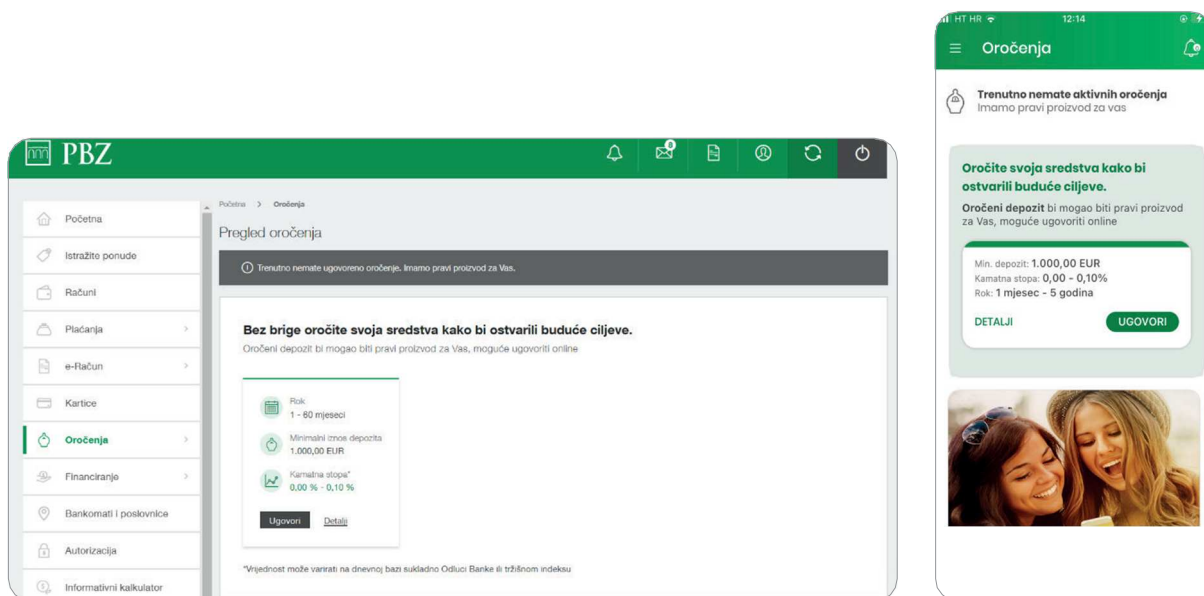 PBZ
8
Početna
Istražite ponude
Računi
Plaćanja
e-Račun
Kartice
Oročenja
Financiranje
Bankomati i poslovnice
Autorizacija
Informativni kalkulator
Početna > Oročenja
Pregled oročenja
Trenutno nemate ugovoreno oročenje. Imamo pravi proizvod za Vas.
Bez brige oročite svoja sredstva kako bi ostvarili buduće ciljeve.
Oročeni depozit bi mogao biti pravi proizvod za Vas, moguće ugovoriti online
Rok
1 - 60 mjeseci
Minimalni iznos depozita
1.000,00 EUR
Kamatna stopa*
0,00 % - 0,10 %
Ugovori Detalji
*Vrijednost može varirati na dnevnoj bazi sukladno Odluci Banke ili tržišnom indeksu
HT HR 12:14
Oročenja
Trenutno nemate aktivnih oročenja
Imamo pravi proizvod za vas
Oročite svoja sredstva kako bi
ostvarili buduće ciljeve.
Oročeni depozit bi mogao biti pravi proizvod
za Vas, moguće ugovoriti online
Min. depozit: 1.000,00 EUR
Kamatna stopa: 0,00 - 0,10%
Rok: 1 mjesec - 5 godina
DETALJI UGOVORI